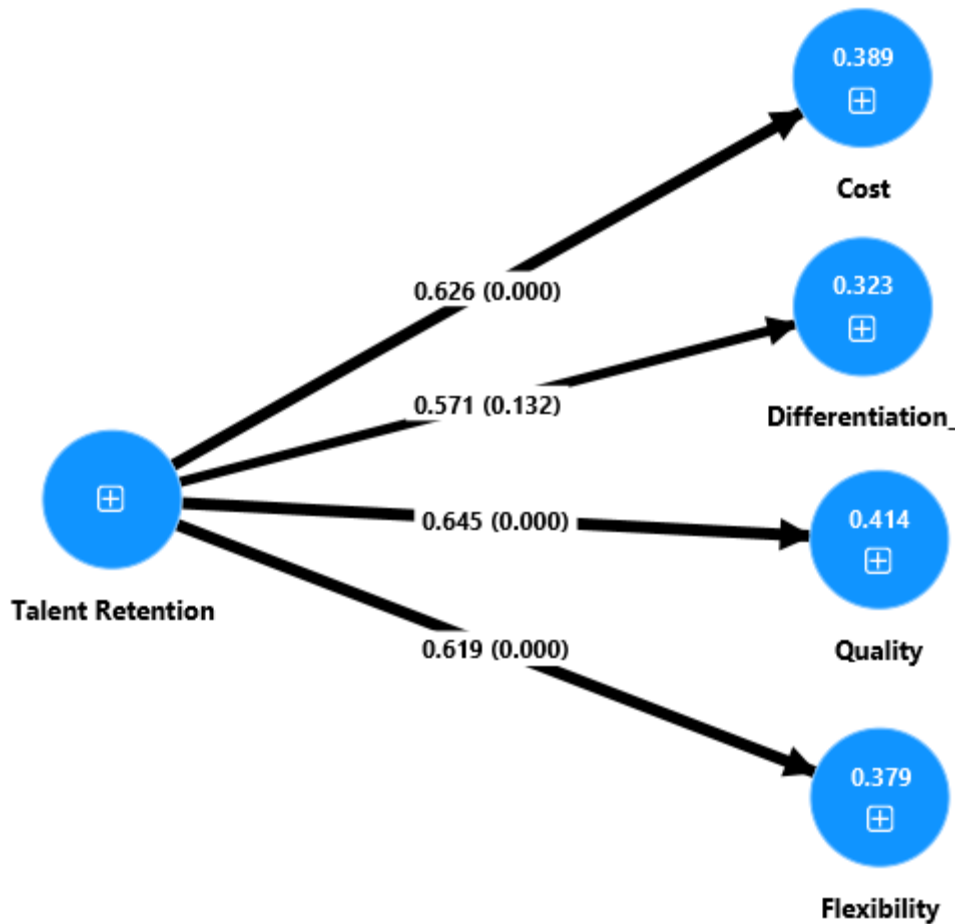 0.389
Cost
0.626 (0.000)
0.323
0.571 (0.132)
Differentiation_
0.414
0.645 (0.000)
Talent Retention
Quality
0.619 (0.000)
0.379
Flexibility